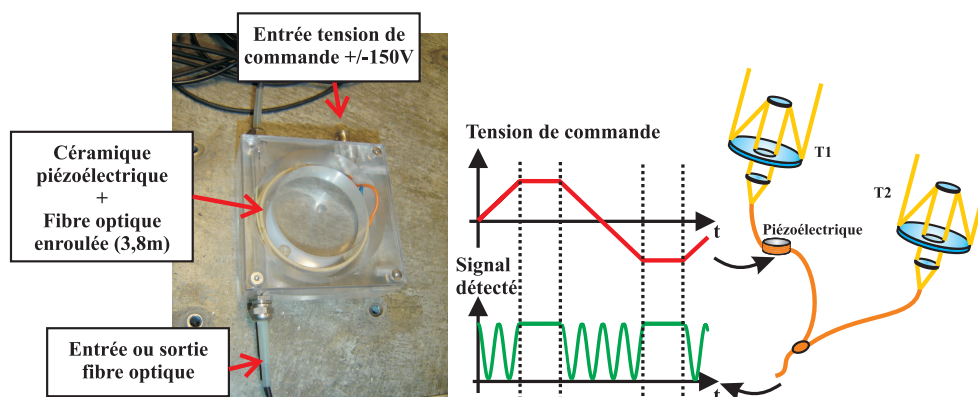 Entrée tension de
commande +/-150V
Céramique
piézoélectrique
+
Fibre optique
enroulée (3,8m)
Entrée ou sortie
fibre optique
Tension de commande
t
Signal
détecté
t
T1
T2
Piézoélectrique